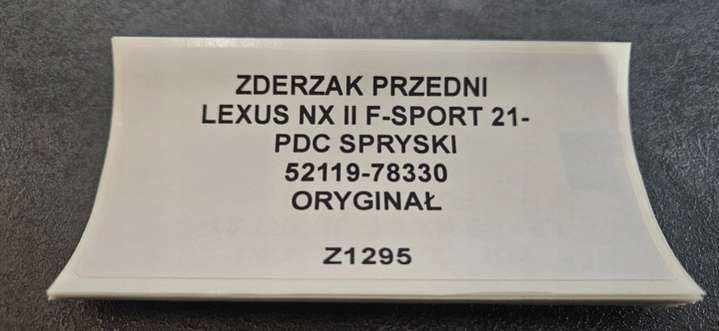 ZDERZAK PRZEDNI
LEXUS NX II F-SPORT 21-
PDC SPRYSKI
52119-78330
ORYGINAŁ
Z1295